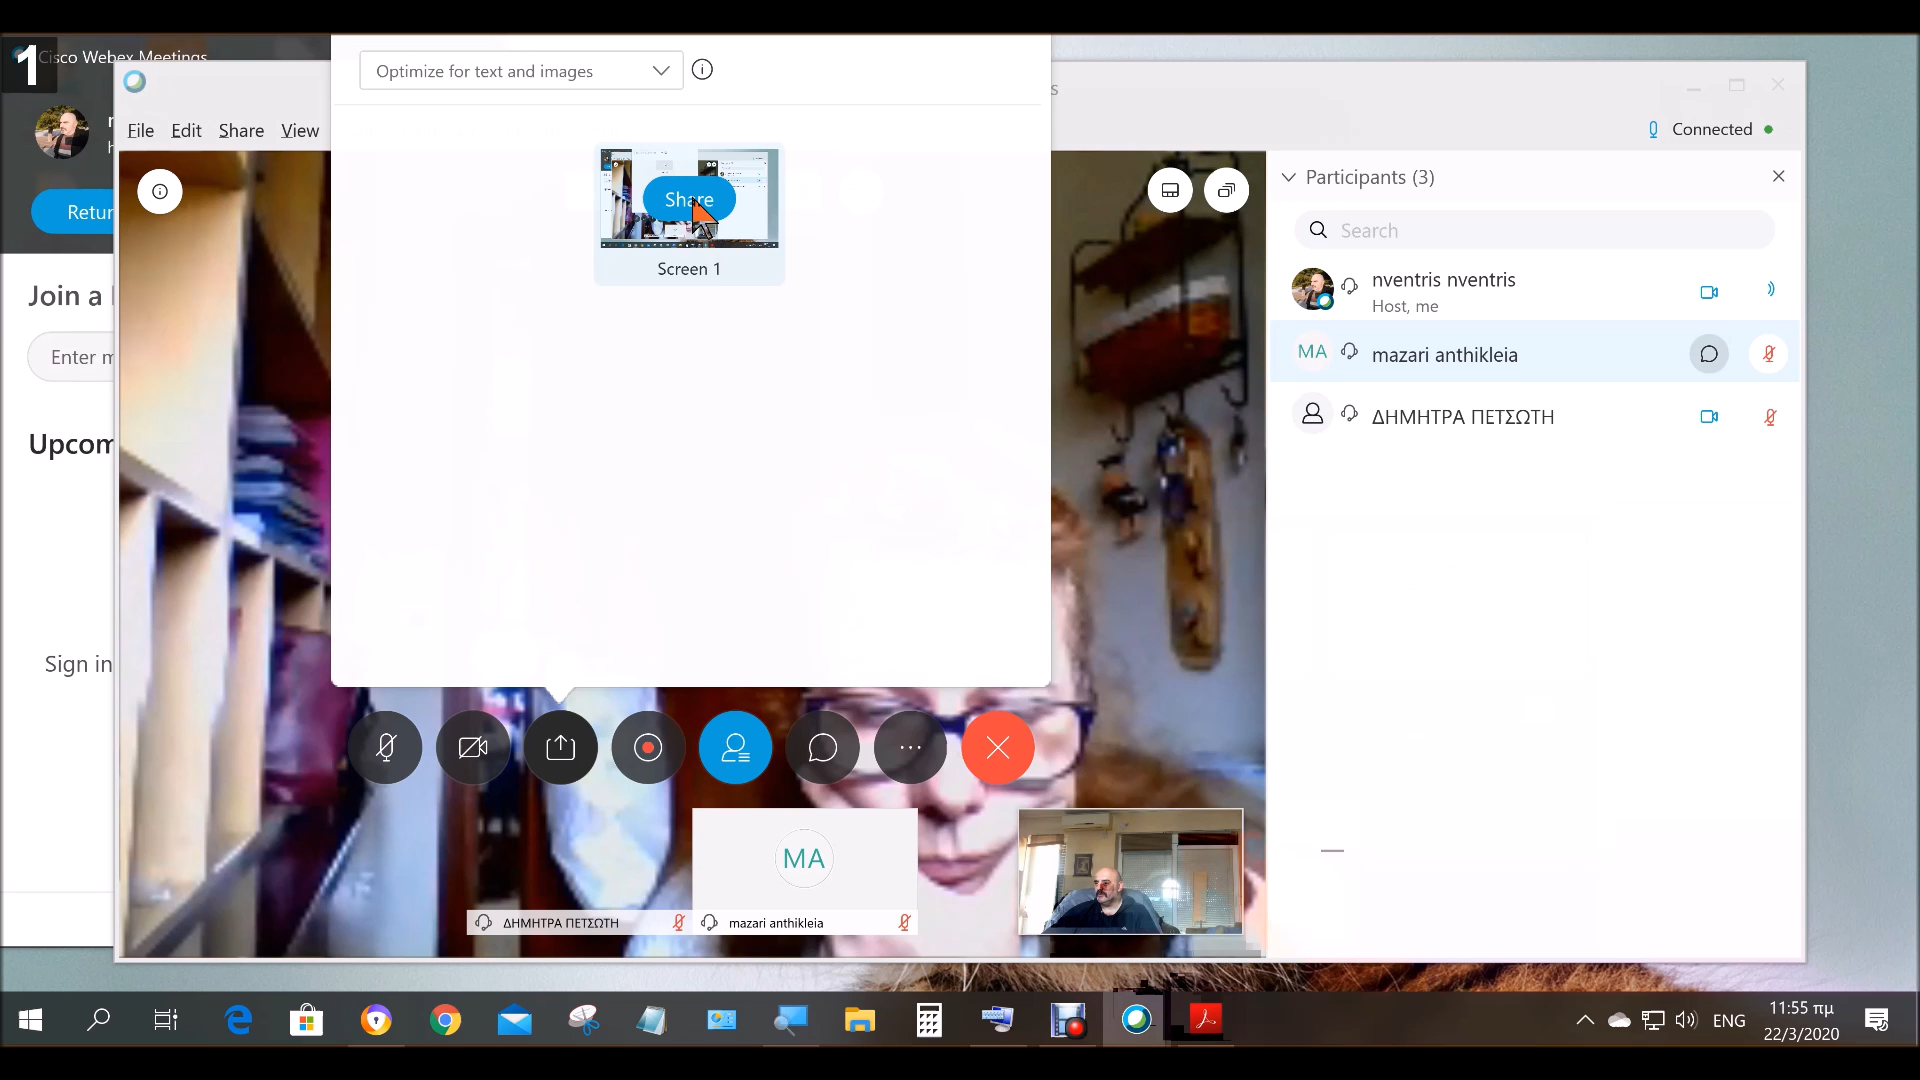 1
Cisco Webex Meetings
Optimize for text and images
File Edit Share View
Connected
Share
Screen 1
Participants (3)
Search
nventris nventris
Host, me
MA
mazari anthikleia
ΔΗΜΗΤΡΑ ΠΕΤΣΩΤΗ
Join a
Upcom
Sign in
MA
ΔΗΜΗΤΡΑ ΠΕΤΣΩΤΗ
mazari anthikleia
ENG
11:55 πμ
22/3/2020